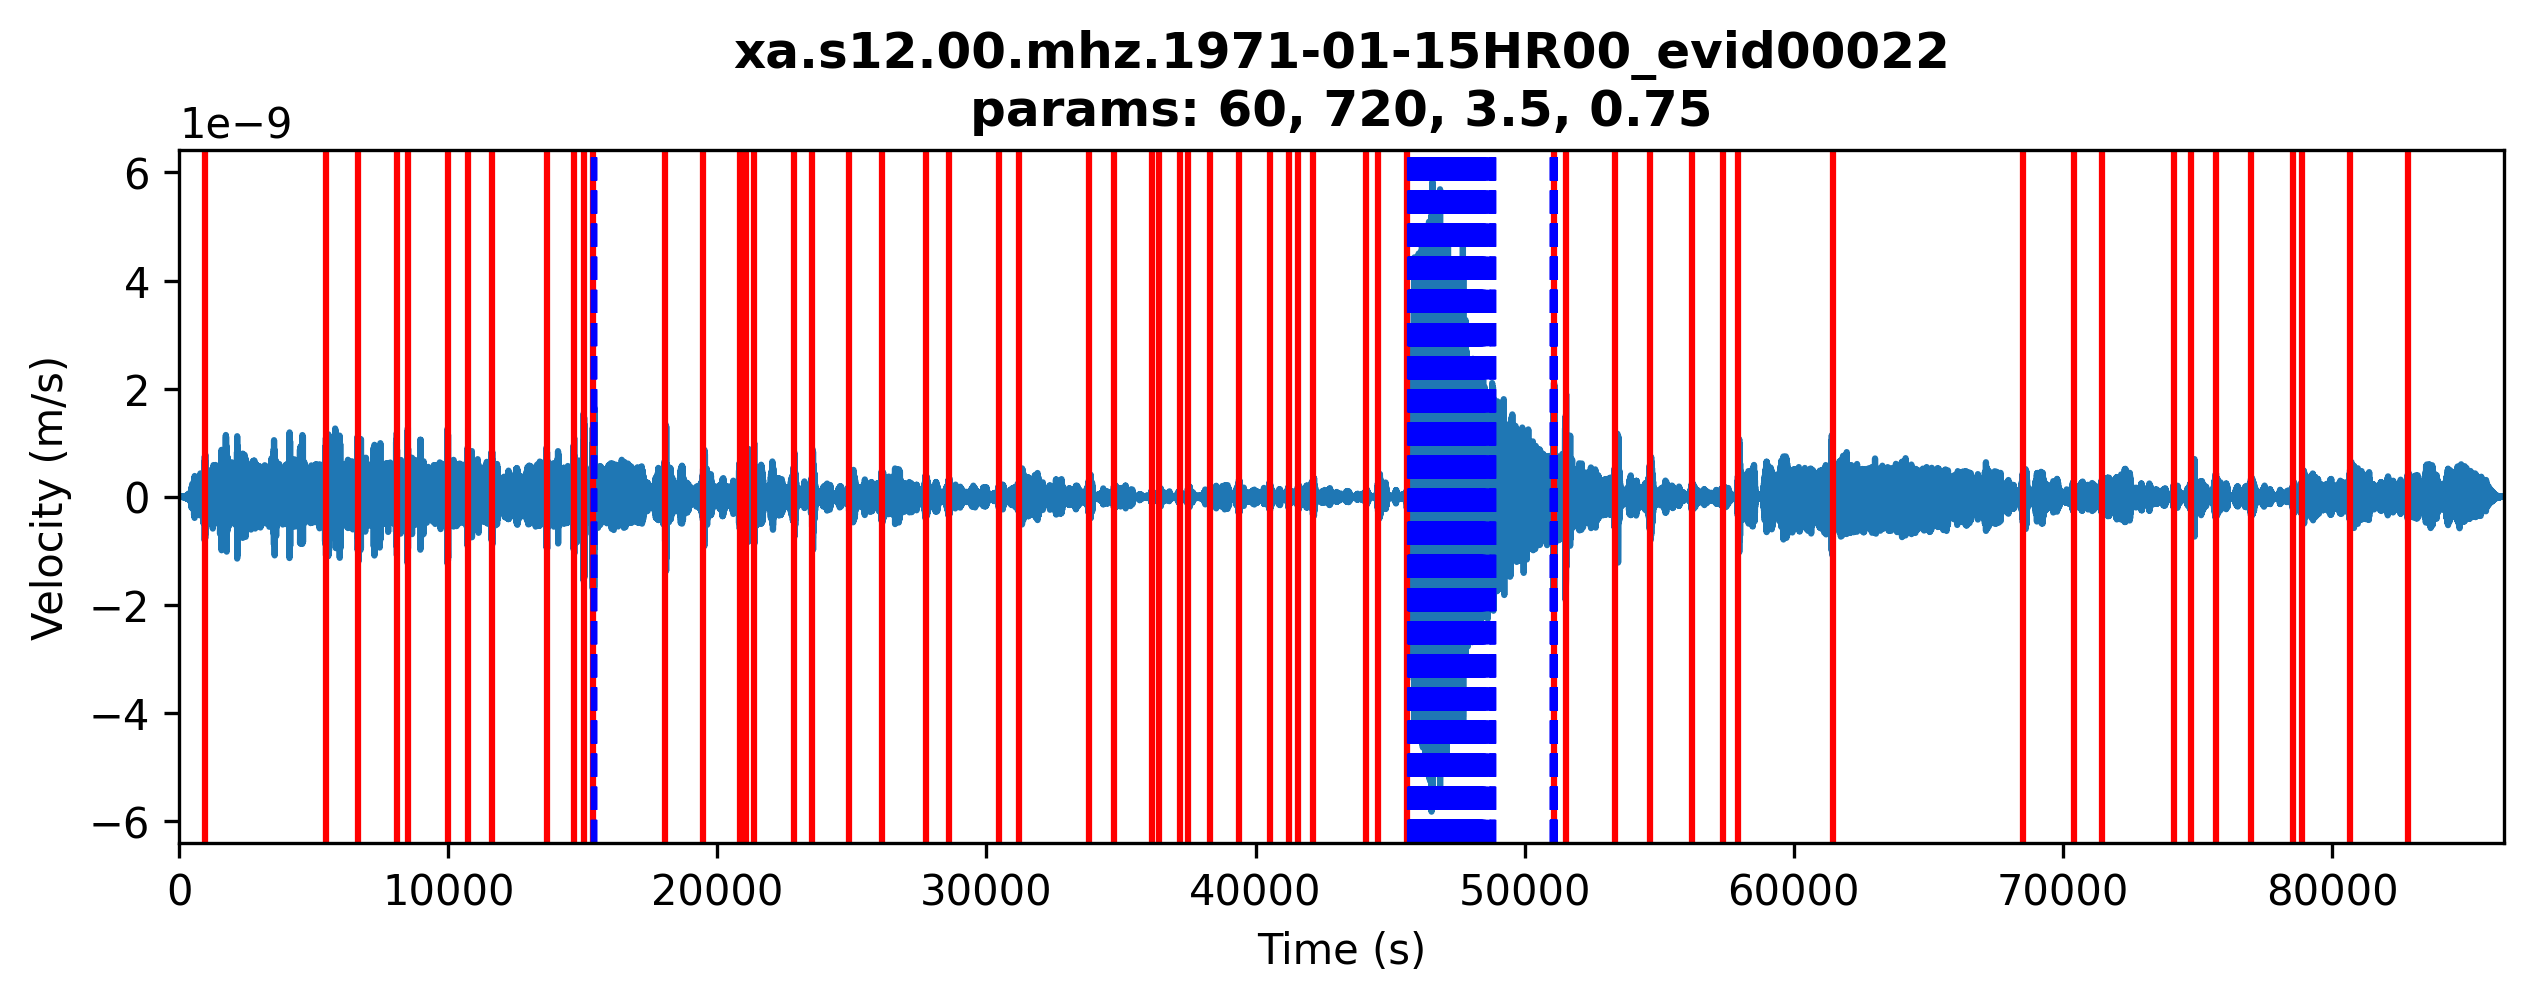 xa.s12.00.mhz.1971-01-15HR00_evid00022
params: 60, 720, 3.5, 0.75
1e−9
6
4
2
0
−2
−4
−6
Velocity (m/s)
0 10000 20000 30000 40000 50000 60000 70000 80000
Time (s)